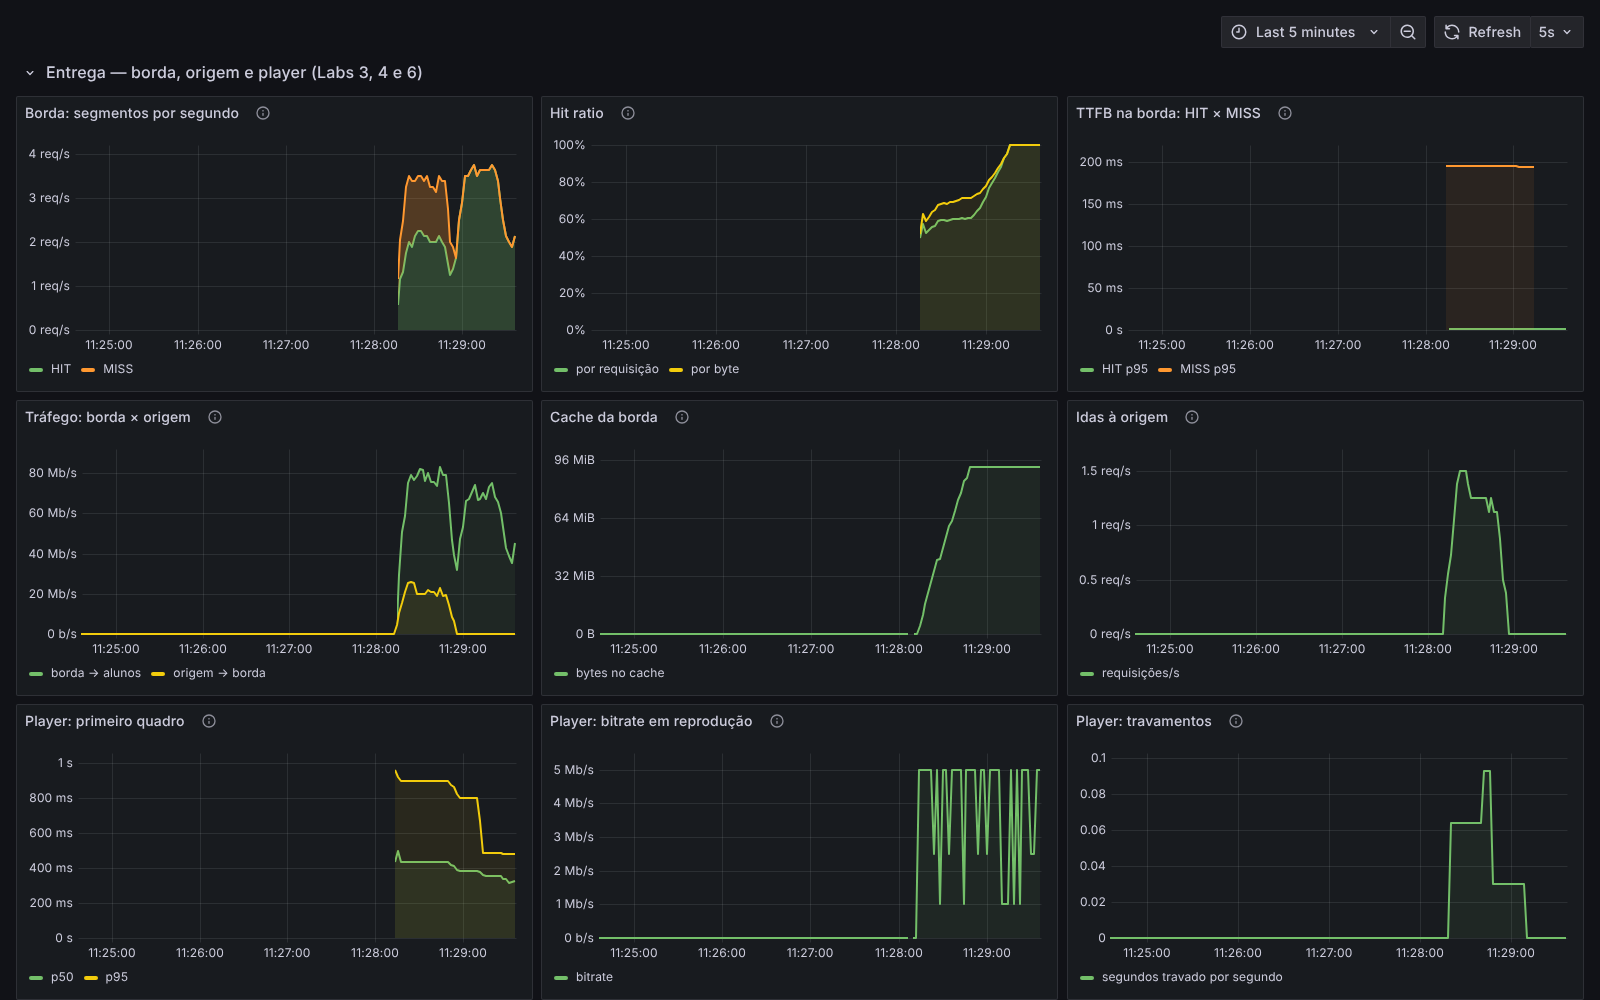 Last 5 minutes
Refresh
5s
Entrega — borda, origem e player (Labs 3, 4 e 6)
Borda: segmentos por segundo
4 req/s
3 req/s
2 req/s
1 req/s
0 req/s
11:25:00 11:26:00 11:27:00 11:28:00 11:29:00
HIT MISS
Hit ratio
100%
80%
60%
40%
20%
0%
11:25:00 11:26:00 11:27:00 11:28:00 11:29:00
por requisição por byte
TTFB na borda: HIT × MISS
200 ms
150 ms
100 ms
50 ms
0 s
11:25:00 11:26:00 11:27:00 11:28:00 11:29:00
HIT p95 MISS p95
Tráfego: borda × origem
80 Mb/s
60 Mb/s
40 Mb/s
20 Mb/s
0 b/s
11:25:00 11:26:00 11:27:00 11:28:00 11:29:00
borda → alunos origem → borda
Cache da borda
96 MiB
64 MiB
32 MiB
0 B
11:25:00 11:26:00 11:27:00 11:28:00 11:29:00
bytes no cache
Idas à origem
1.5 req/s
1 req/s
0.5 req/s
0 req/s
11:25:00 11:26:00 11:27:00 11:28:00 11:29:00
requisições/s
Player: primeiro quadro
1 s
800 ms
600 ms
400 ms
200 ms
0 s
11:25:00 11:26:00 11:27:00 11:28:00 11:29:00
p50 p95
Player: bitrate em reprodução
5 Mb/s
4 Mb/s
3 Mb/s
2 Mb/s
1 Mb/s
0 b/s
11:25:00 11:26:00 11:27:00 11:28:00 11:29:00
bitrate
Player: travamentos
0.1
0.08
0.06
0.04
0.02
0
11:25:00 11:26:00 11:27:00 11:28:00 11:29:00
segundos travado por segundo